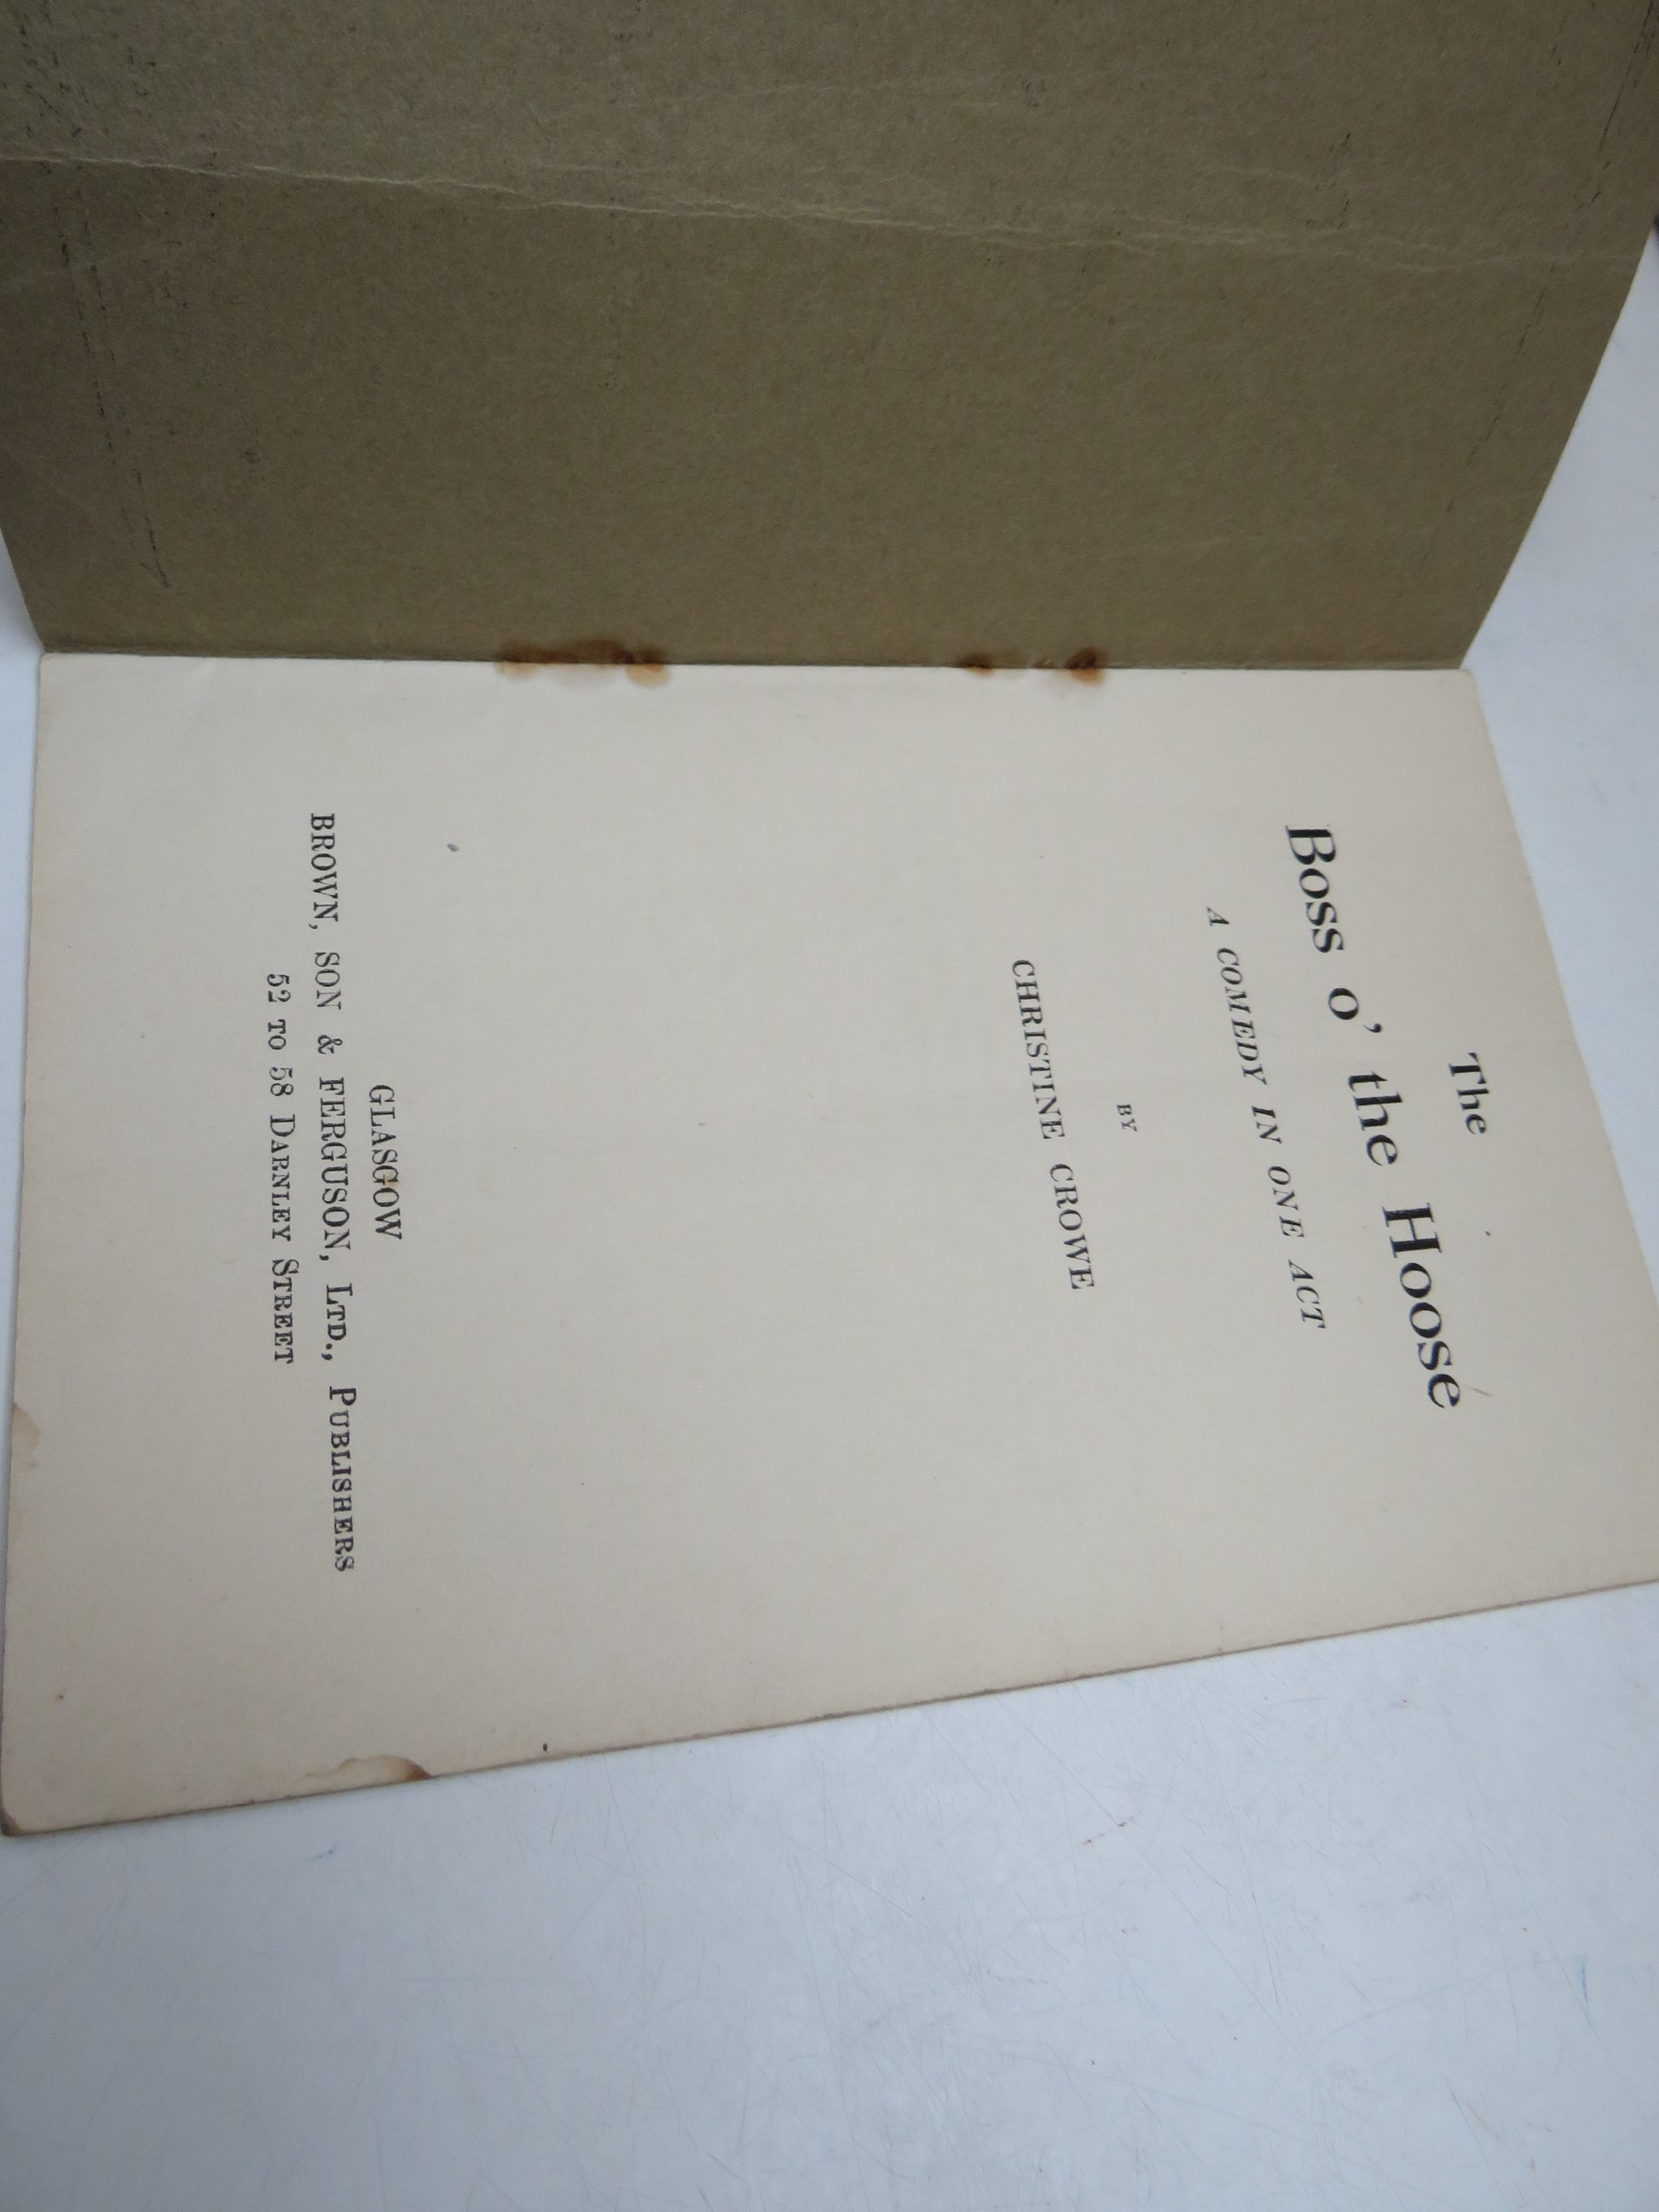 The
Boss o' the Hoose
A COMEDY IN ONE ACT
BY
CHRISTINE CROWE
GLASGOW
BROWN, SON & FERGUSON, LTD., PUBLISHERS
52 TO 58 DARNLEY STREET